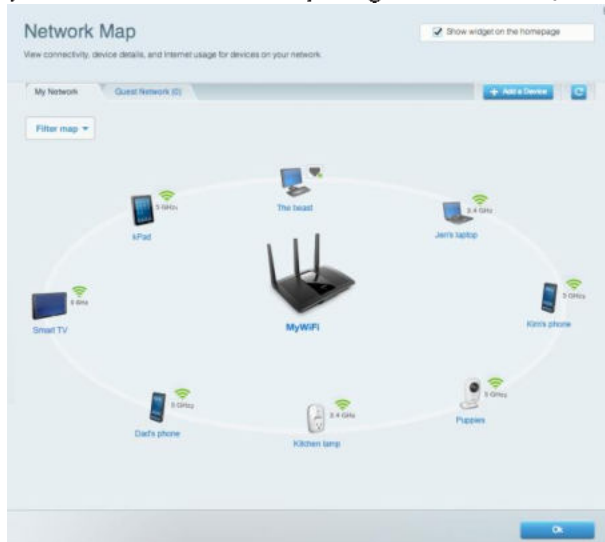 Network Map
Show widget on the homepage
View connectivity, device details, and Internet usage for devices on your network.
My Network
Guest Network (0)
+ Add a Device
Filter map
The beast
5 GHz
kPad
2.4 GHz
Jen's laptop
5 GHz
Smart TV
MyWiFi
5 GHz
Kim's phone
5 GHz
Dad's phone
2.4 GHz
Kitchen lamp
5 GHz
Puppies
Ok